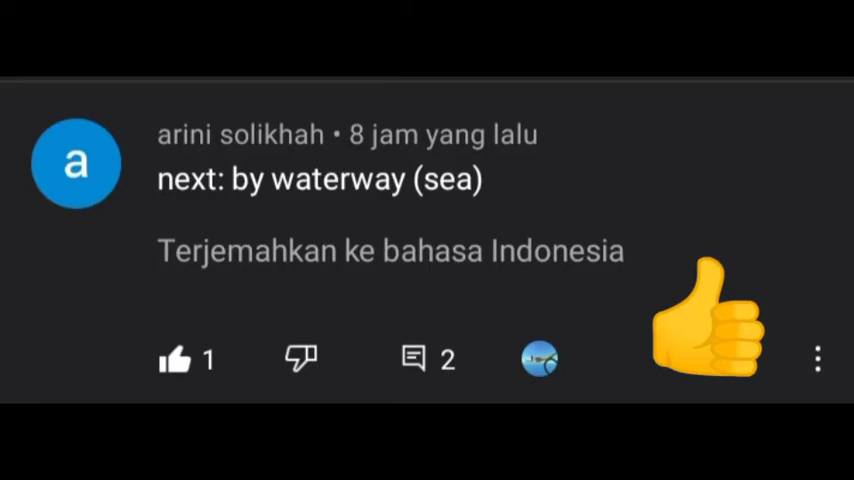 a
arini solikhah • 8 jam yang lalu
next: by waterway (sea)
Terjemahkan ke bahasa Indonesia
1
2